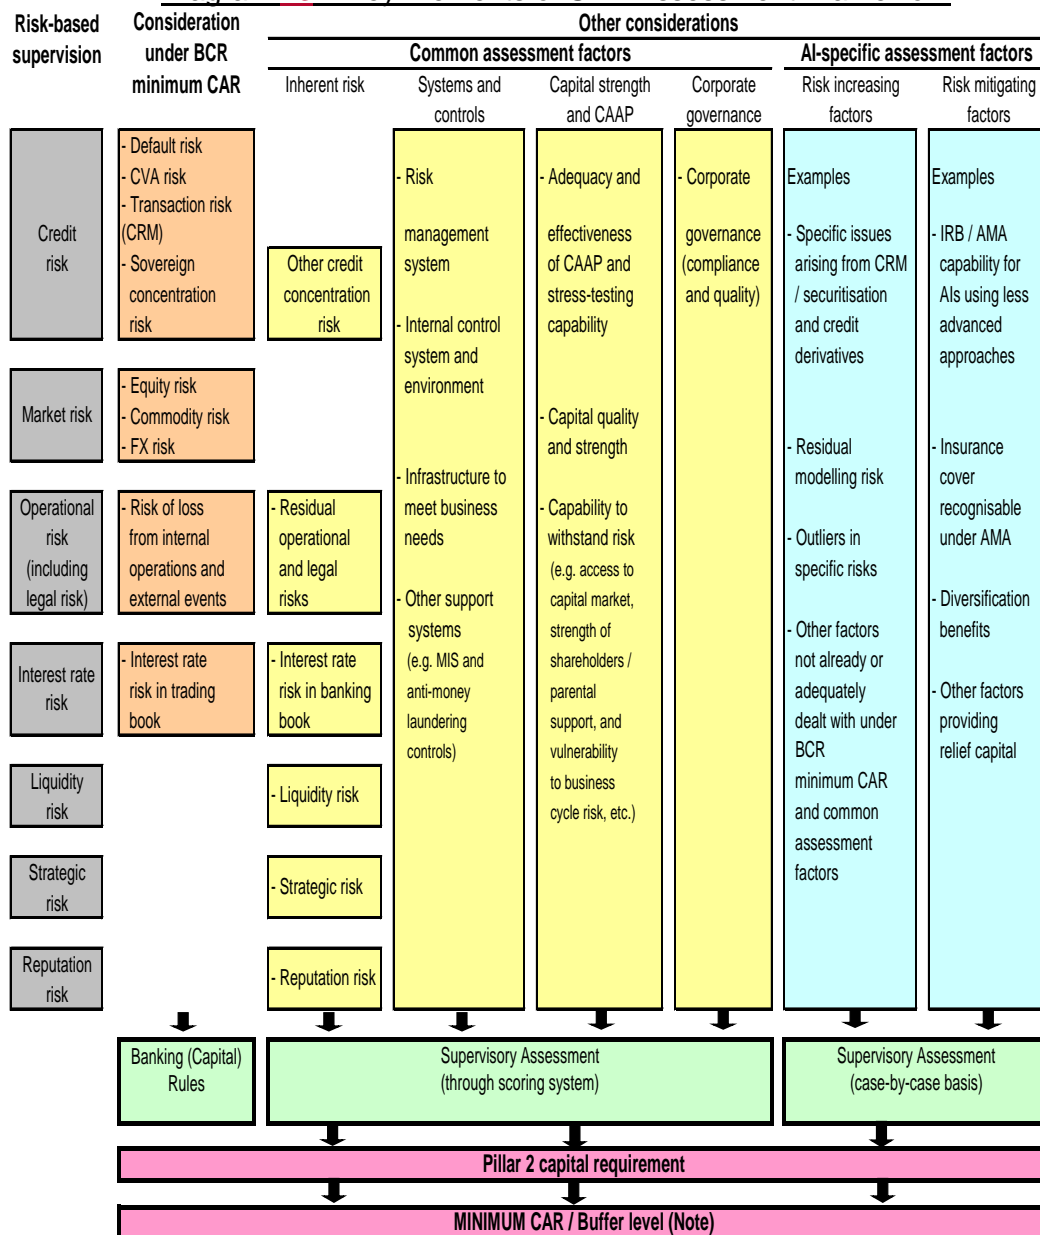 Risk-based
supervision
Consideration
under BCR
minimum CAR
Other considerations
Common assessment factors
AI-specific assessment factors
Inherent risk
Systems and
controls
Capital strength
and CAAP
Corporate
governance
Risk increasing
factors
Risk mitigating
factors
Credit
risk
- Default risk
- CVA risk
- Transaction risk
(CRM)
- Sovereign
concentration
risk
Other credit
concentration
risk
Market risk
- Equity risk
- Commodity risk
- FX risk
Operational
risk
(including
legal risk)
- Risk of loss
from internal
operations and
external events
- Residual
operational
and legal
risks
Interest rate
risk
- Interest rate
risk in trading
book
- Interest rate
risk in banking
book
Liquidity
risk
- Liquidity risk
Strategic
risk
- Strategic risk
Reputation
risk
- Reputation risk
- Risk
management
system
- Internal control
system and
environment
- Infrastructure to
meet business
needs
- Other support
systems
(e.g. MIS and
anti-money
laundering
controls)
- Adequacy and
effectiveness
of CAAP and
stress-testing
capability
- Capital quality
and strength
- Capability to
withstand risk
(e.g. access to
capital market,
strength of
shareholders /
parental
support, and
vulnerability
to business
cycle risk, etc.)
- Corporate
governance
(compliance
and quality)
Examples
- Specific issues
arising from CRM
/ securitisation
and credit
derivatives
- Residual
modelling risk
- Outliers in
specific risks
- Other factors
not already or
adequately
dealt with under
BCR
minimum CAR
and common
assessment
factors
Examples
- IRB / AMA
capability for
AIs using less
advanced
approaches
- Insurance
cover
recognisable
under AMA
- Diversification
benefits
- Other factors
providing
relief capital
Banking (Capital)
Rules
Supervisory Assessment
(through scoring system)
Supervisory Assessment
(case-by-case basis)
Pillar 2 capital requirement
MINIMUM CAR / Buffer level (Note)